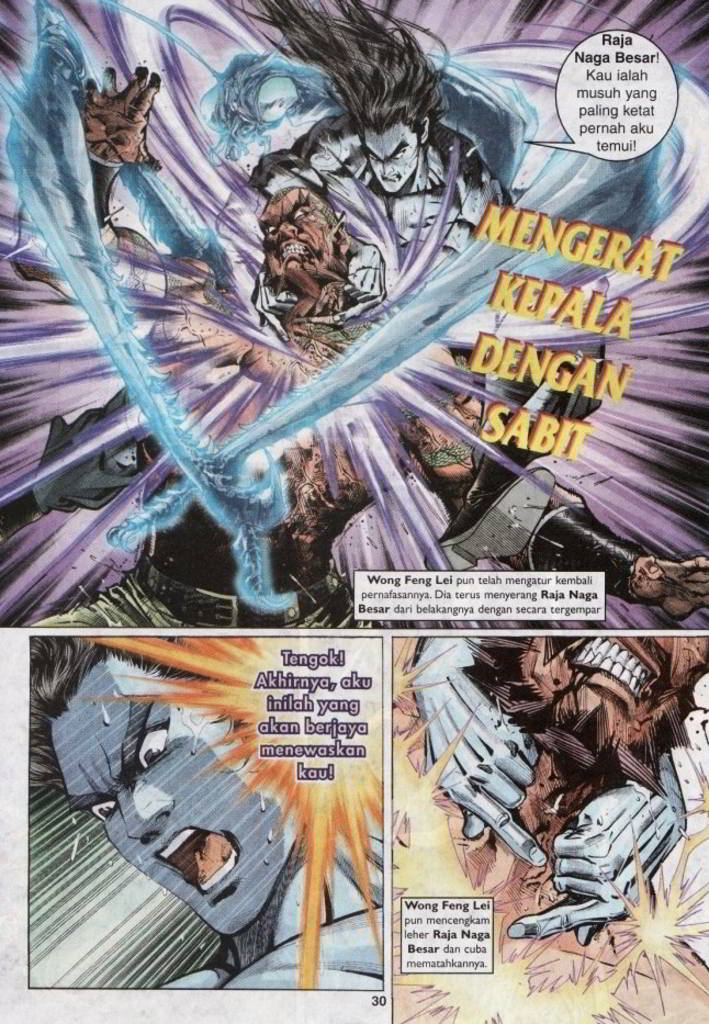 Raja
Naga Besar!
Kau ialah
musuh yang
paling ketat
pernah aku
temui!
MENGERAT
KEPALA
DENGAN
SABIT
Wong Feng Lei pun telah mengatur kembali
pernafasannya. Dia terus menyerang Raja Naga
Besar dari belakangnya dengan secara tergempar
Tengok!
Akhirnya, aku
inilah yang
akan berjaya
menewaskan
kau!
Wong Feng Lei
pun mencengkam
leher Raja Naga
Besar dan cuba
mematahkannya.
30